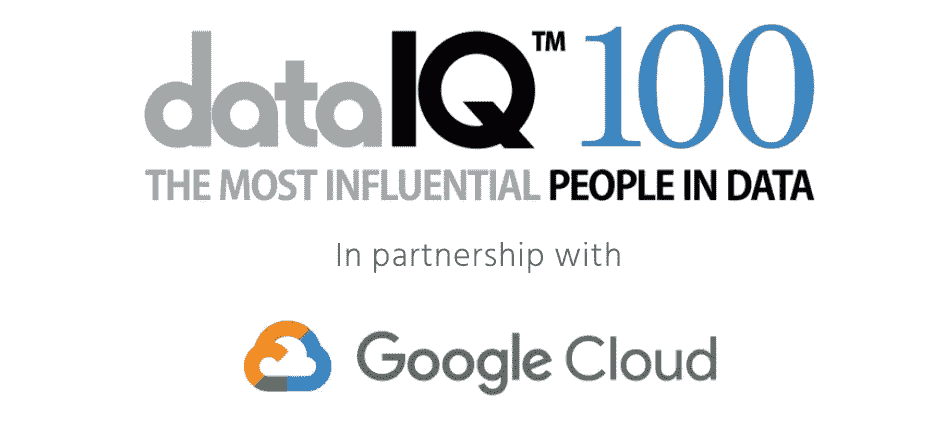 dataIQ™ 100
THE MOST INFLUENTIAL PEOPLE IN DATA
In partnership with
Google Cloud